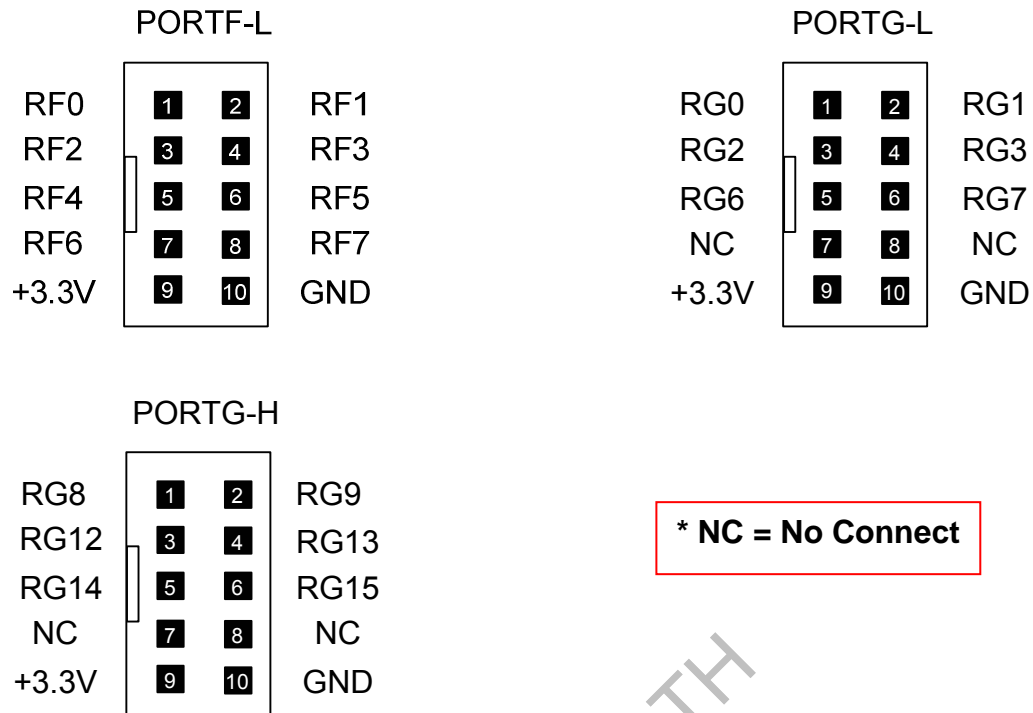 PORTF-L
RF0 1 2 RF1
RF2 3 4 RF3
RF4 5 6 RF5
RF6 7 8 RF7
+3.3V 9 10 GND
PORTG-L
RG0 1 2 RG1
RG2 3 4 RG3
RG6 5 6 RG7
NC 7 8 NC
+3.3V 9 10 GND
PORTG-H
RG8 1 2 RG9
RG12 3 4 RG13
RG14 5 6 RG15
NC 7 8 NC
+3.3V 9 10 GND
* NC = No Connect
TH